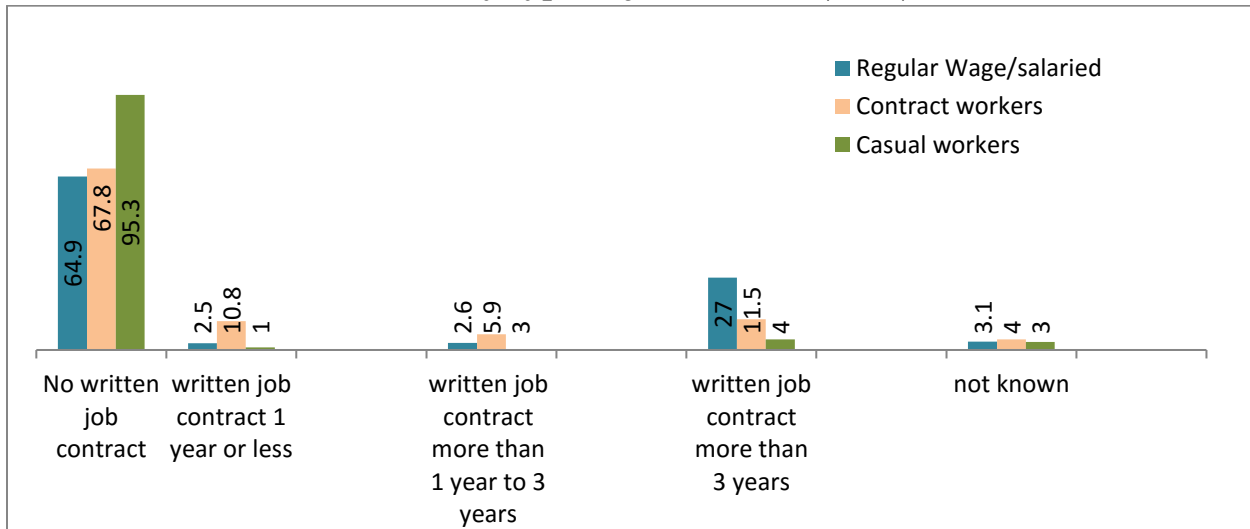 Regular Wage/salaried
Contract workers
Casual workers
64.9
67.8
95.3
2.5
10.8
1
2.6
5.9
3
27
11.5
4
3.1
4
3
No written
job
contract
written job
contract 1
year or less
written job
contract
more than
1 year to 3
years
written job
contract
more than
3 years
not known